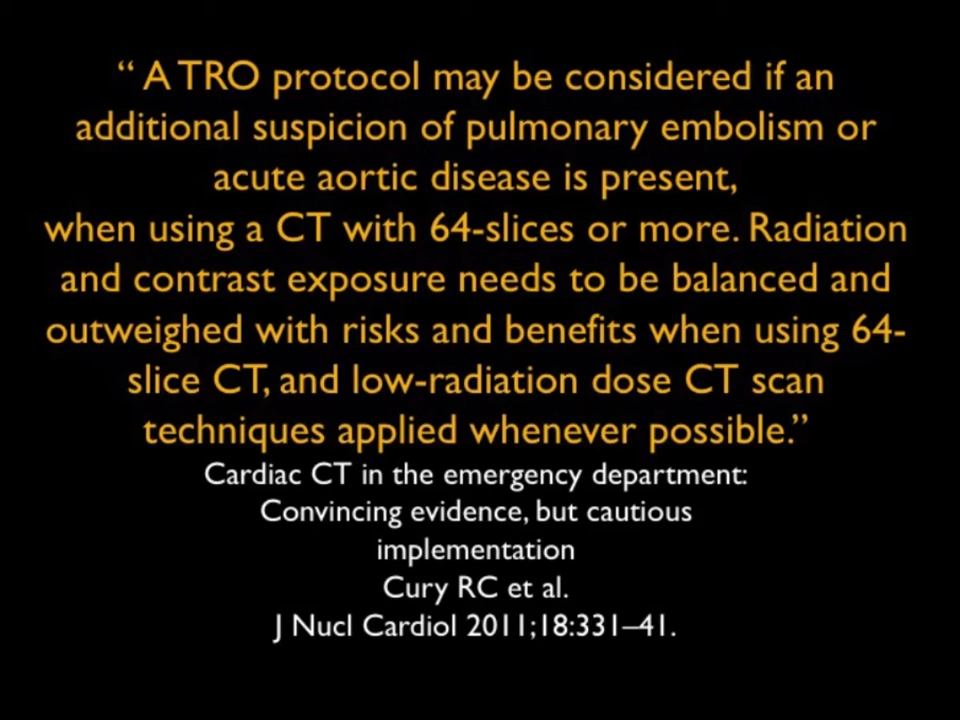 “ A TRO protocol may be considered if an
additional suspicion of pulmonary embolism or
acute aortic disease is present,
when using a CT with 64-slices or more. Radiation
and contrast exposure needs to be balanced and
outweighed with risks and benefits when using 64-
slice CT, and low-radiation dose CT scan
techniques applied whenever possible.”
Cardiac CT in the emergency department:
Convincing evidence, but cautious
implementation
Cury RC et al.
J Nucl Cardiol 2011;18:331–41.